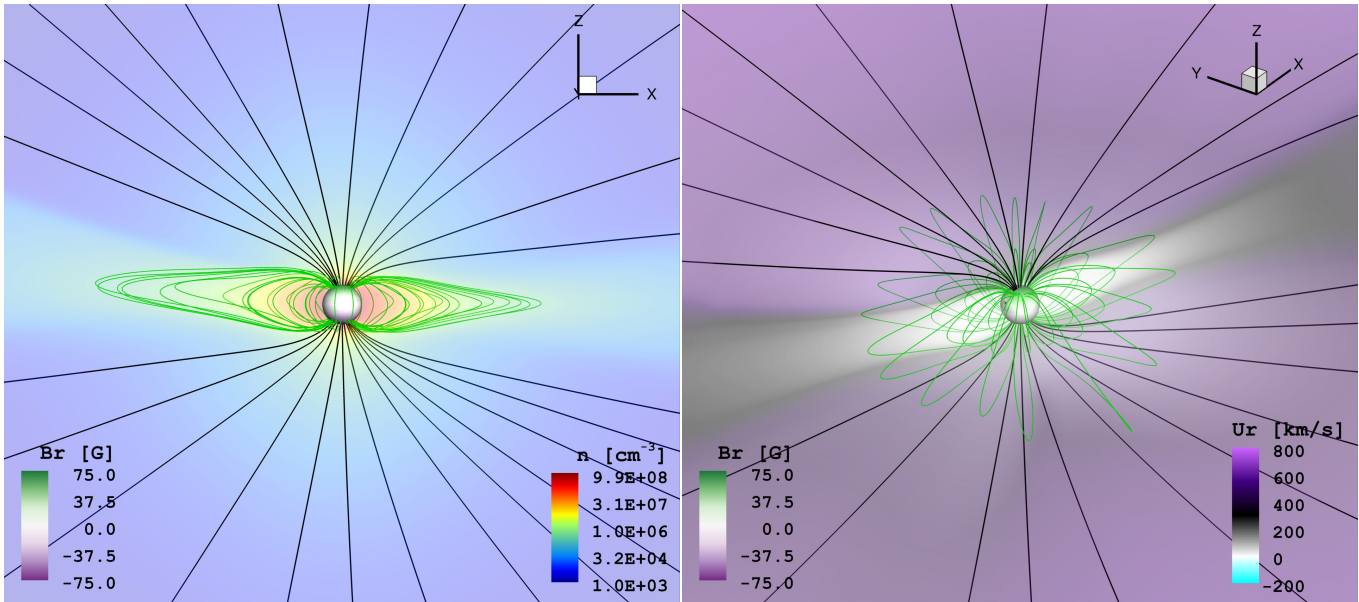 Z
Y X
Br [G]
75.0
37.5
0.0
-37.5
-75.0
n [cm⁻³]
9.9E+08
3.1E+07
1.0E+06
3.2E+04
1.0E+03
Z
Y X
Br [G]
75.0
37.5
0.0
-37.5
-75.0
Ur [km/s]
800
600
400
200
0
-200